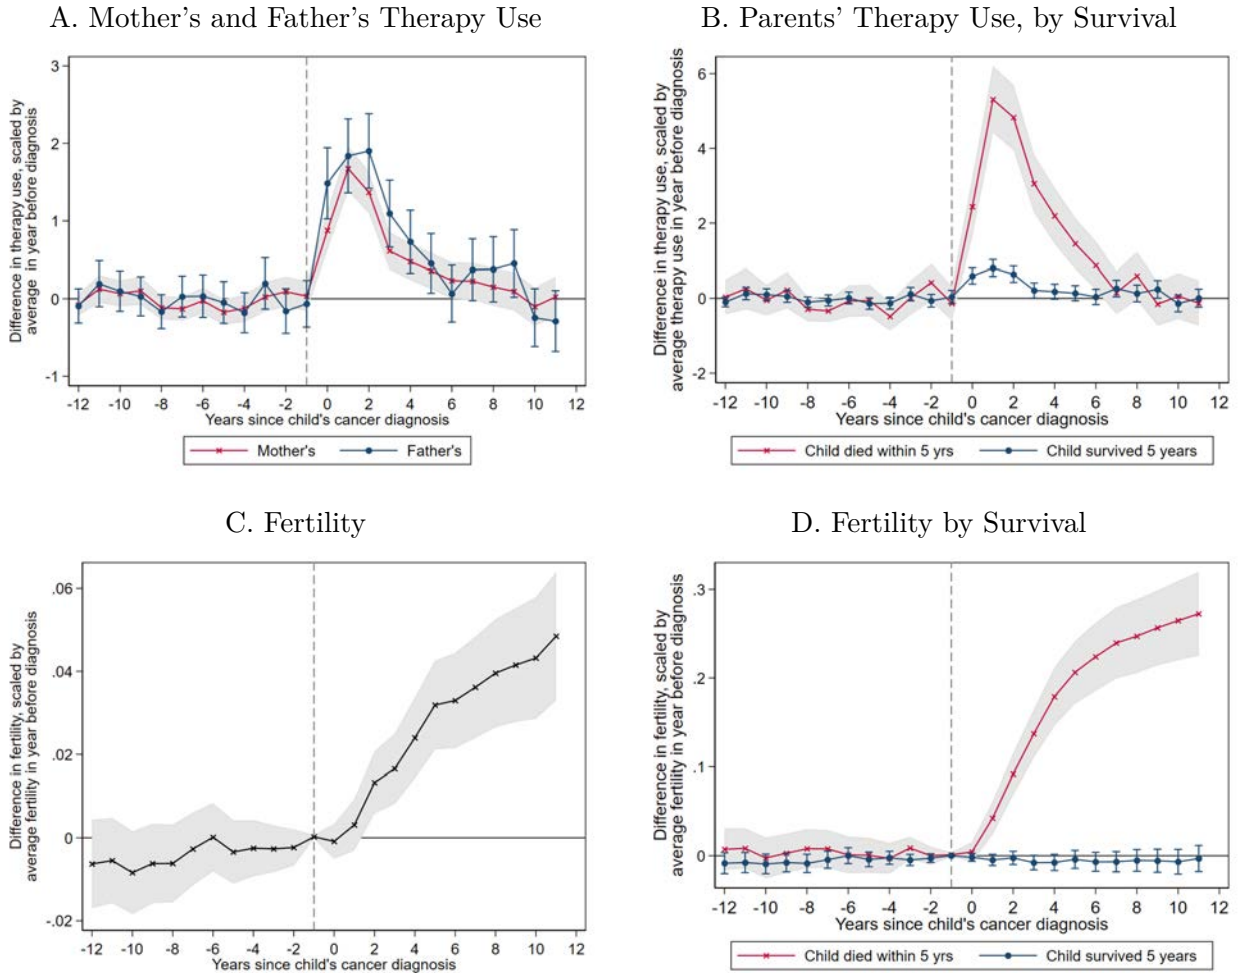 A. Mother's and Father's Therapy Use
Difference in therapy use, scaled by
average in year before diagnosis
3
2
1
0
-1
-12 -10 -8 -6 -4 -2 0 2 4 6 8 10 12
Years since child's cancer diagnosis
Mother's Father's
B. Parents' Therapy Use, by Survival
Difference in therapy use, scaled by
average therapy use in year before diagnosis
6
4
2
0
-2
-12 -10 -8 -6 -4 -2 0 2 4 6 8 10 12
Years since child's cancer diagnosis
Child died within 5 yrs Child survived 5 years
C. Fertility
Difference in fertility, scaled by
average fertility in year before diagnosis
.06
.04
.02
0
-.02
-12 -10 -8 -6 -4 -2 0 2 4 6 8 10 12
Years since child's cancer diagnosis
D. Fertility by Survival
Difference in fertility, scaled by
average fertility in year before diagnosis
.3
.2
.1
0
-12 -10 -8 -6 -4 -2 0 2 4 6 8 10 12
Years since child's cancer diagnosis
Child died within 5 yrs Child survived 5 years